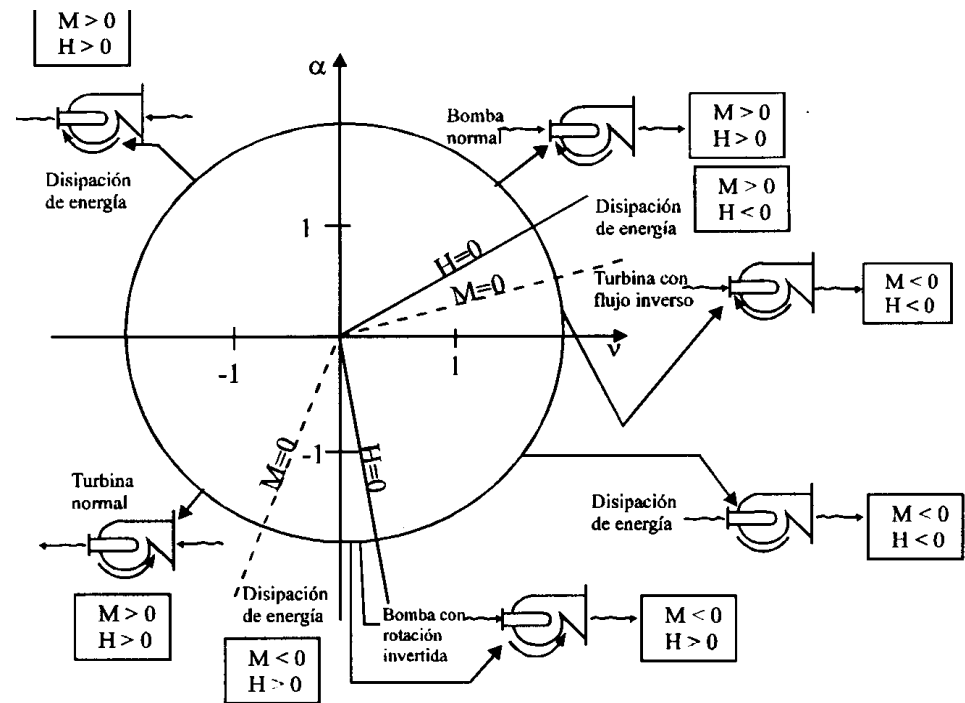 M > 0
H > 0
α
Bomba
normal
M > 0
H > 0
Disipación
de energía
M > 0
H < 0
Disipación
de energía
1
H=0
M=0
Turbina con
flujo inverso
M < 0
H < 0
-1
1
ν
-1
M=0
H=0
Turbina
normal
Disipación
de energía
M < 0
H < 0
M > 0
H > 0
Disipación
de energía
M < 0
H > 0
Bomba con
rotación
invertida
M < 0
H > 0